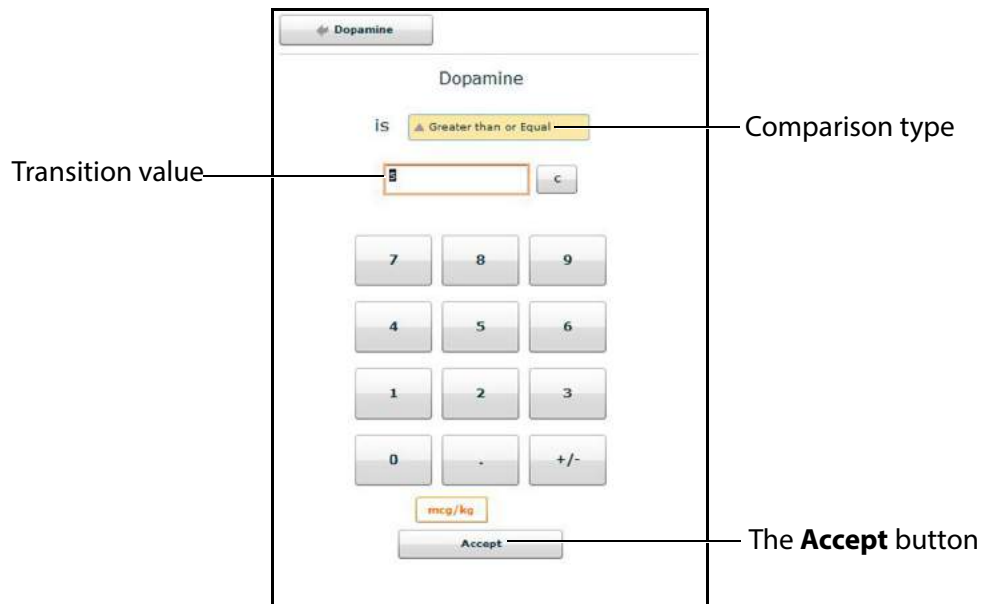 Dopamine
Dopamine
is Greater than or Equal
Comparison type
Transition value
5
c
7 8 9
4 5 6
1 2 3
0 . +/-
mcg/kg
Accept
The Accept button